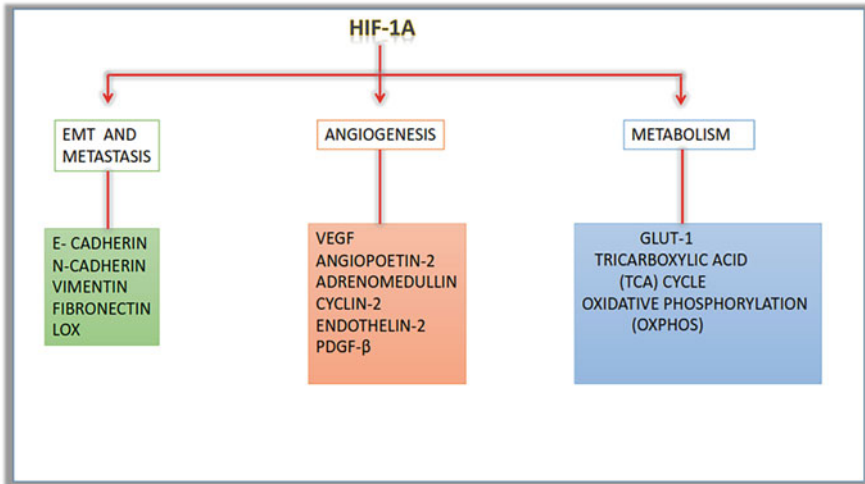 HIF-1A
EMT AND
METASTASIS
ANGIOGENESIS
METABOLISM
E- CADHERIN
N-CADHERIN
VIMENTIN
FIBRONECTIN
LOX
VEGF
ANGIOPOETIN-2
ADRENOMEDULLIN
CYCLIN-2
ENDOTHELIN-2
PDGF-β
GLUT-1
TRICARBOXYLIC ACID
(TCA) CYCLE
OXIDATIVE PHOSPHORYLATION
(OXPHOS)